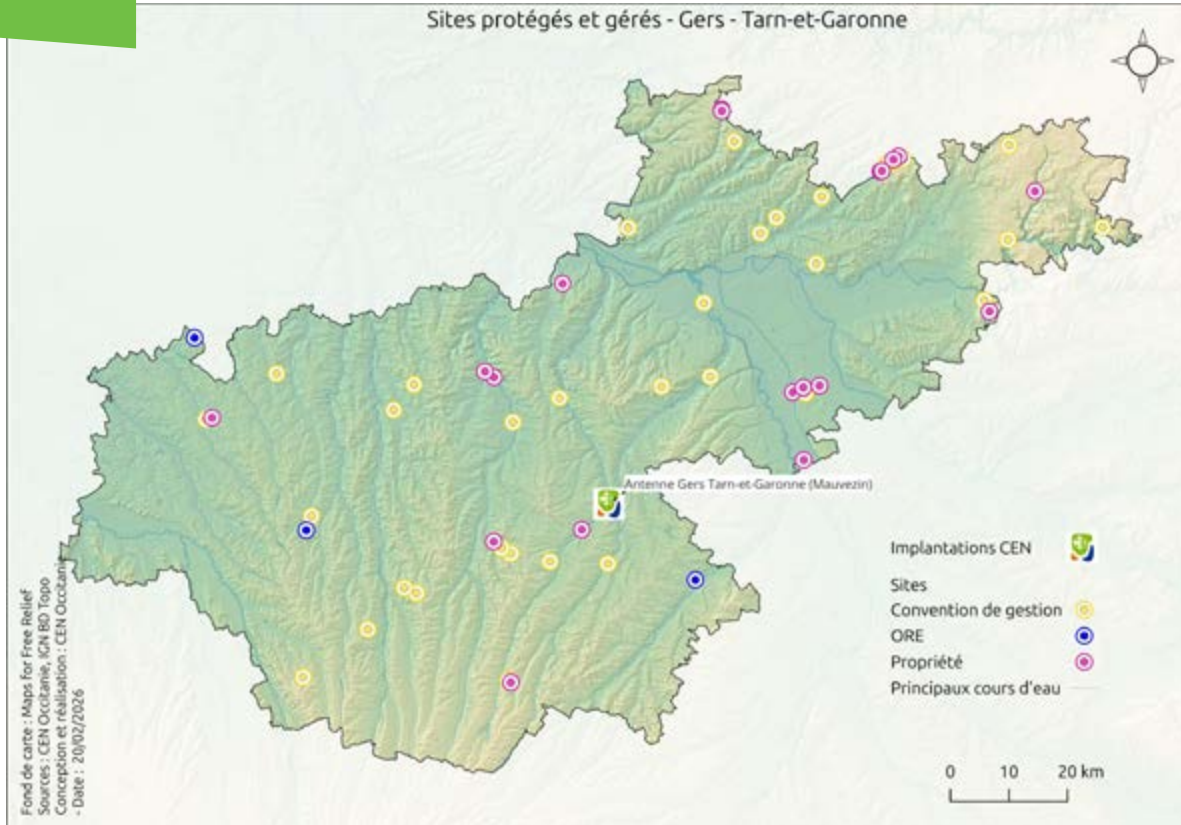 Sites protégés et gérés - Gers - Tarn-et-Garonne
Antenne Gers Tarn-et-Garonne (Mauvezin)
Implantations CEN
Sites
Convention de gestion
ORE
Propriété
Principaux cours d'eau
0 10 20 km
Fond de carte : Maps for Free Relief
Sources : CEN Occitanie, IGN BD Topo
Conception et réalisation : CEN Occitanie
- Date : 20/02/2026